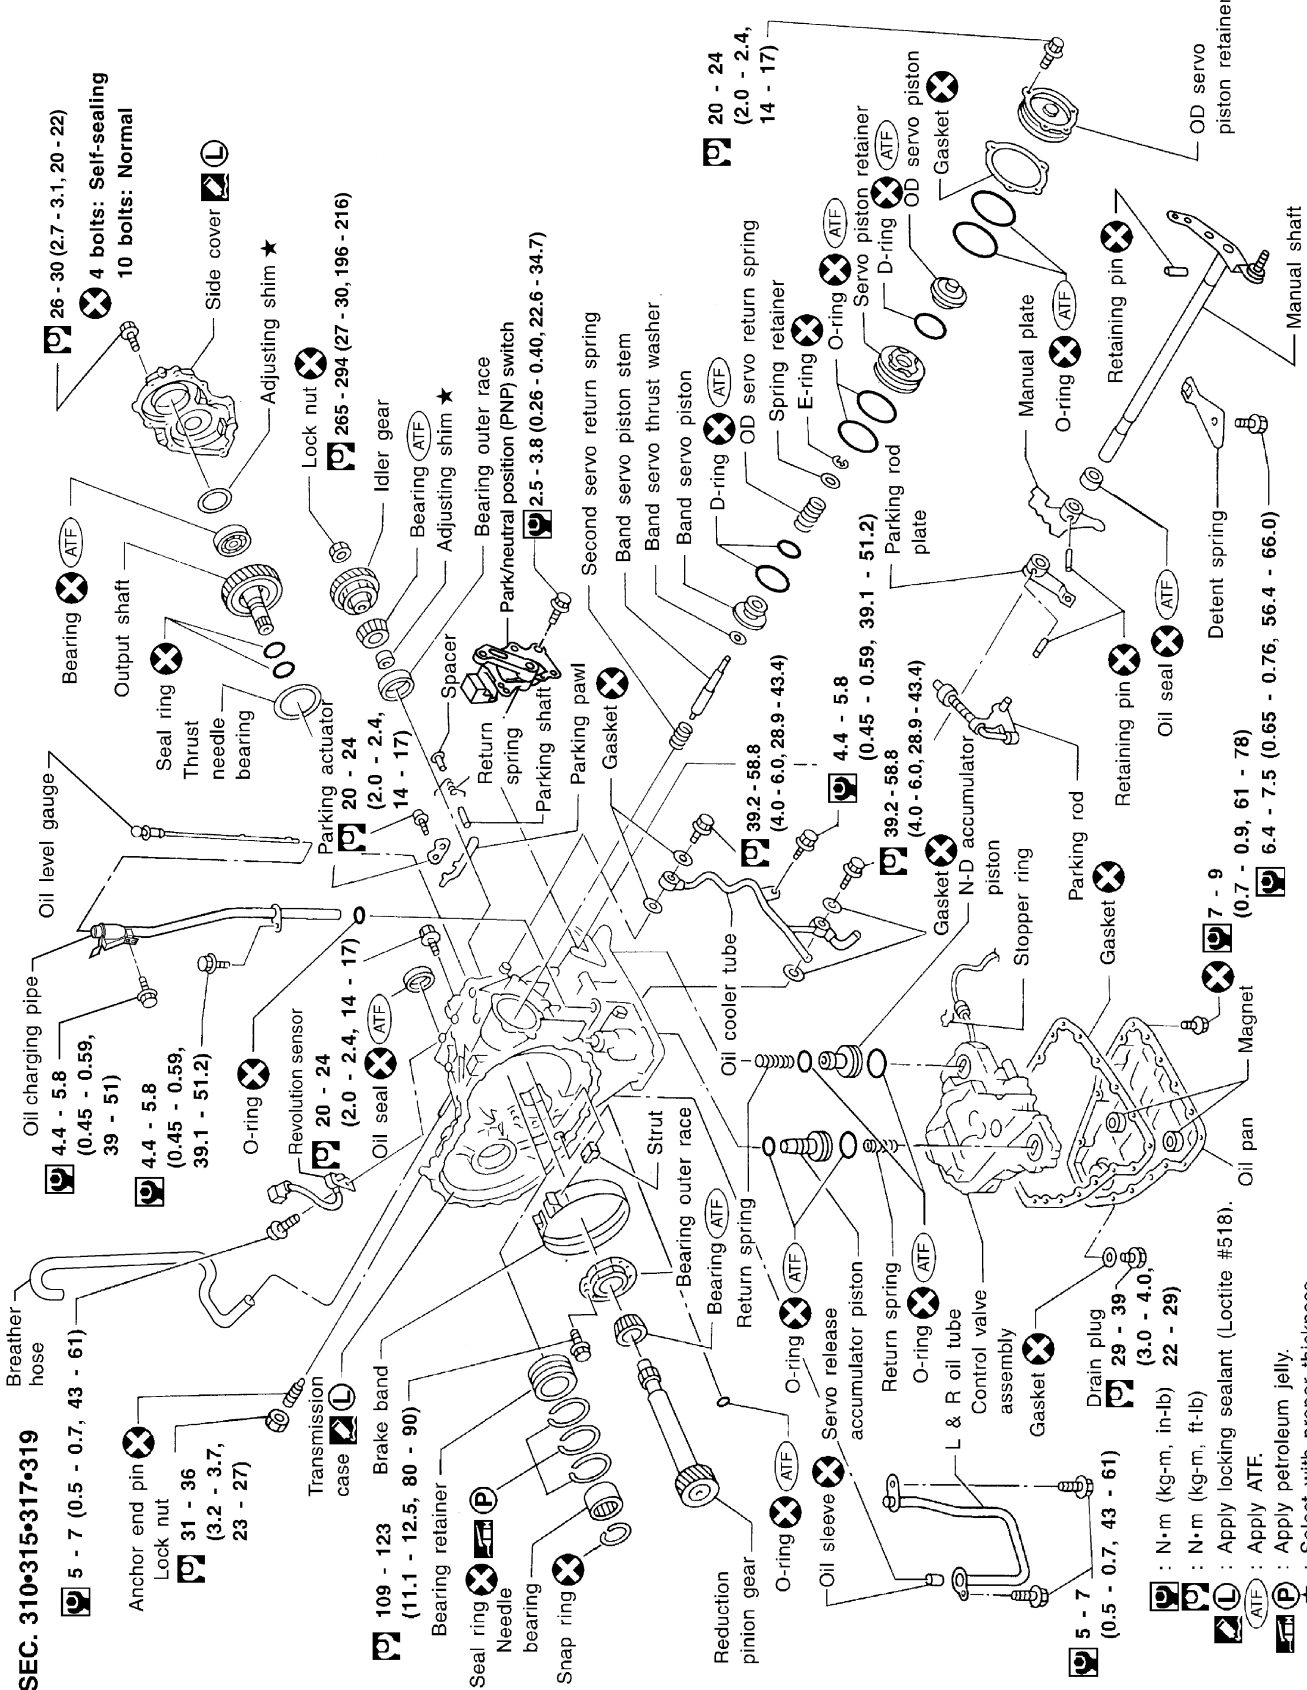 SEC. 310•315•317•319
Breather
hose
5 - 7 (0.5 - 0.7, 43 - 61)
Anchor end pin
Lock nut
31 - 36
(3.2 - 3.7,
23 - 27)
Transmission
case L
109 - 123
(11.1 - 12.5, 80 - 90)
Brake band
Bearing retainer
Seal ring P
Needle
bearing
Snap ring
Reduction
pinion gear
O-ring ATF
Oil sleeve
5 - 7
(0.5 - 0.7, 43 - 61)
Oil charging pipe
4.4 - 5.8
(0.45 - 0.59,
39 - 51)
4.4 - 5.8
(0.45 - 0.59,
39.1 - 51.2)
O-ring
Revolution sensor
20 - 24
(2.0 - 2.4, 14 - 17)
Oil seal ATF
Oil level gauge
Strut
Bearing outer race
Bearing ATF
Return spring
O-ring ATF
Servo release
accumulator piston
Return spring
O-ring ATF
L & R oil tube
Control valve
assembly
Gasket
Drain plug
29 - 39
(3.0 - 4.0,
22 - 29)
Oil pan
Magnet
7 - 9
(0.7 - 0.9, 61 - 78)
Gasket
Stopper ring
N-D accumulator
piston
Gasket
Oil cooler tube
39.2 - 58.8
(4.0 - 6.0, 28.9 - 43.4)
4.4 - 5.8
(0.45 - 0.59, 39.1 - 51.2)
39.2 - 58.8
(4.0 - 6.0, 28.9 - 43.4)
Parking actuator
20 - 24
(2.0 - 2.4,
14 - 17)
Spacer
Return
spring
Parking shaft
Parking pawl
Gasket
Bearing ATF
Output shaft
Seal ring
Thrust
needle
bearing
26 - 30 (2.7 - 3.1, 20 - 22)
4 bolts: Self-sealing
10 bolts: Normal
Side cover L
Adjusting shim ★
Lock nut
265 - 294 (27 - 30, 196 - 216)
Idler gear
Bearing ATF
Adjusting shim ★
Bearing outer race
Park/neutral position (PNP) switch
2.5 - 3.8 (0.26 - 0.40, 22.6 - 34.7)
Second servo return spring
Band servo piston stem
Band servo thrust washer
Band servo piston
D-ring ATF
OD servo return spring
Spring retainer
E-ring
O-ring ATF
Servo piston retainer
D-ring ATF
OD servo piston
Gasket
20 - 24
(2.0 - 2.4,
14 - 17)
OD servo
piston retainer
O-ring ATF
Retaining pin
Manual shaft
Manual plate
Parking rod
plate
Parking rod
Retaining pin
Oil seal ATF
Detent spring
6.4 - 7.5 (0.65 - 0.76, 56.4 - 66.0)
: N•m (kg-m, in-lb)
: N•m (kg-m, ft-lb)
L : Apply locking sealant (Loctite #518).
ATF : Apply ATF.
P : Apply petroleum jelly.
★ : Select with proper thickness.